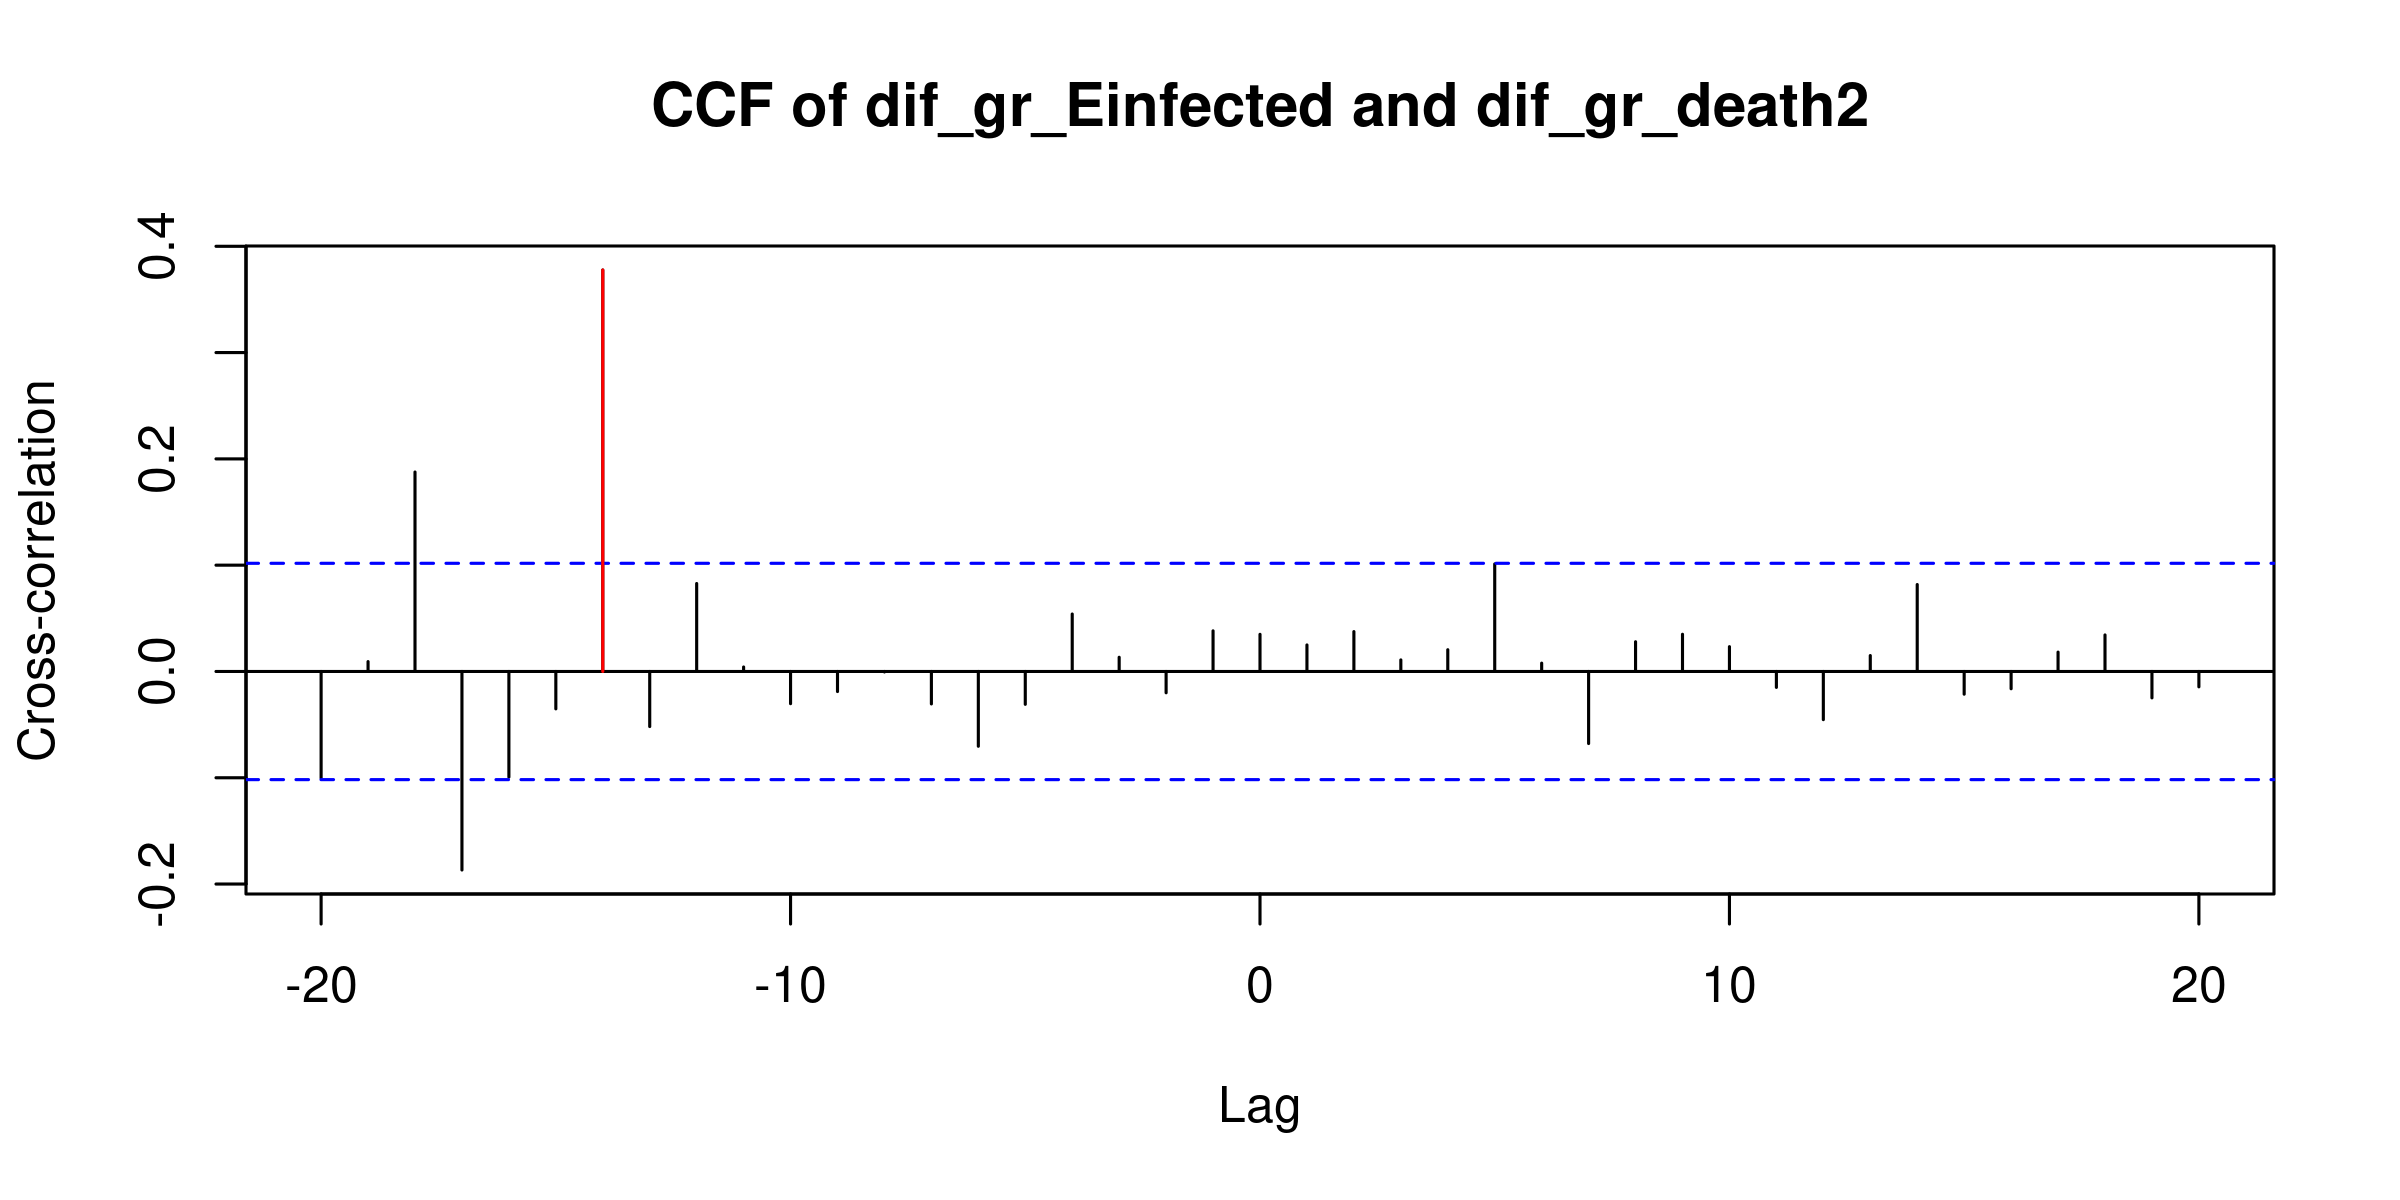 CCF of dif_gr_Einfected and dif_gr_death2
Cross-correlation
0.4
0.2
0.0
-0.2
-20 -10 0 10 20
Lag